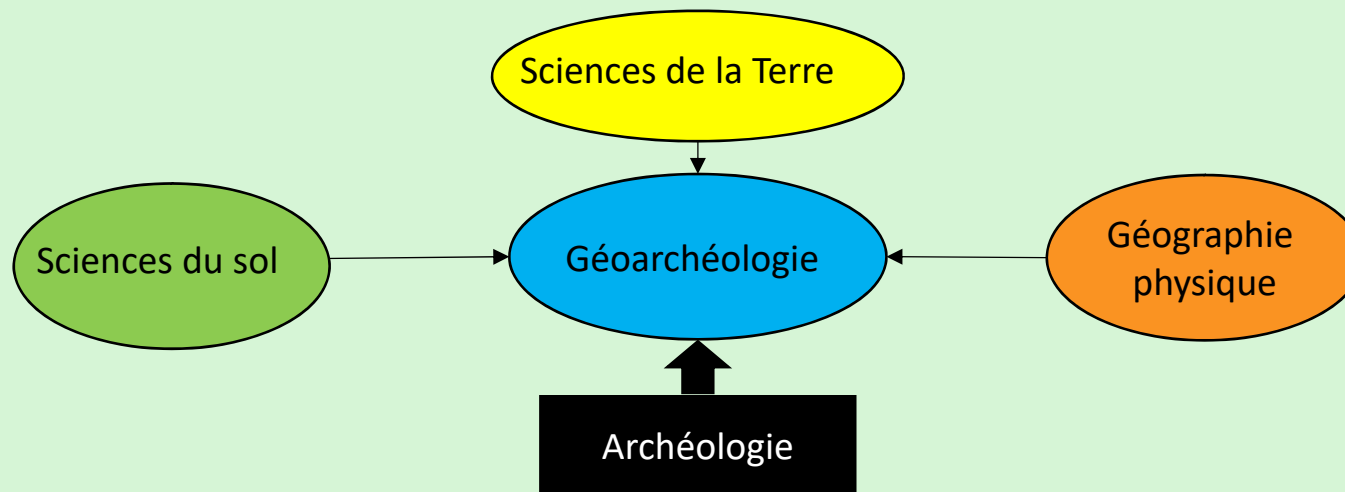 Sciences de la Terre
Sciences du sol
Géoarchéologie
Géographie
physique
Archéologie